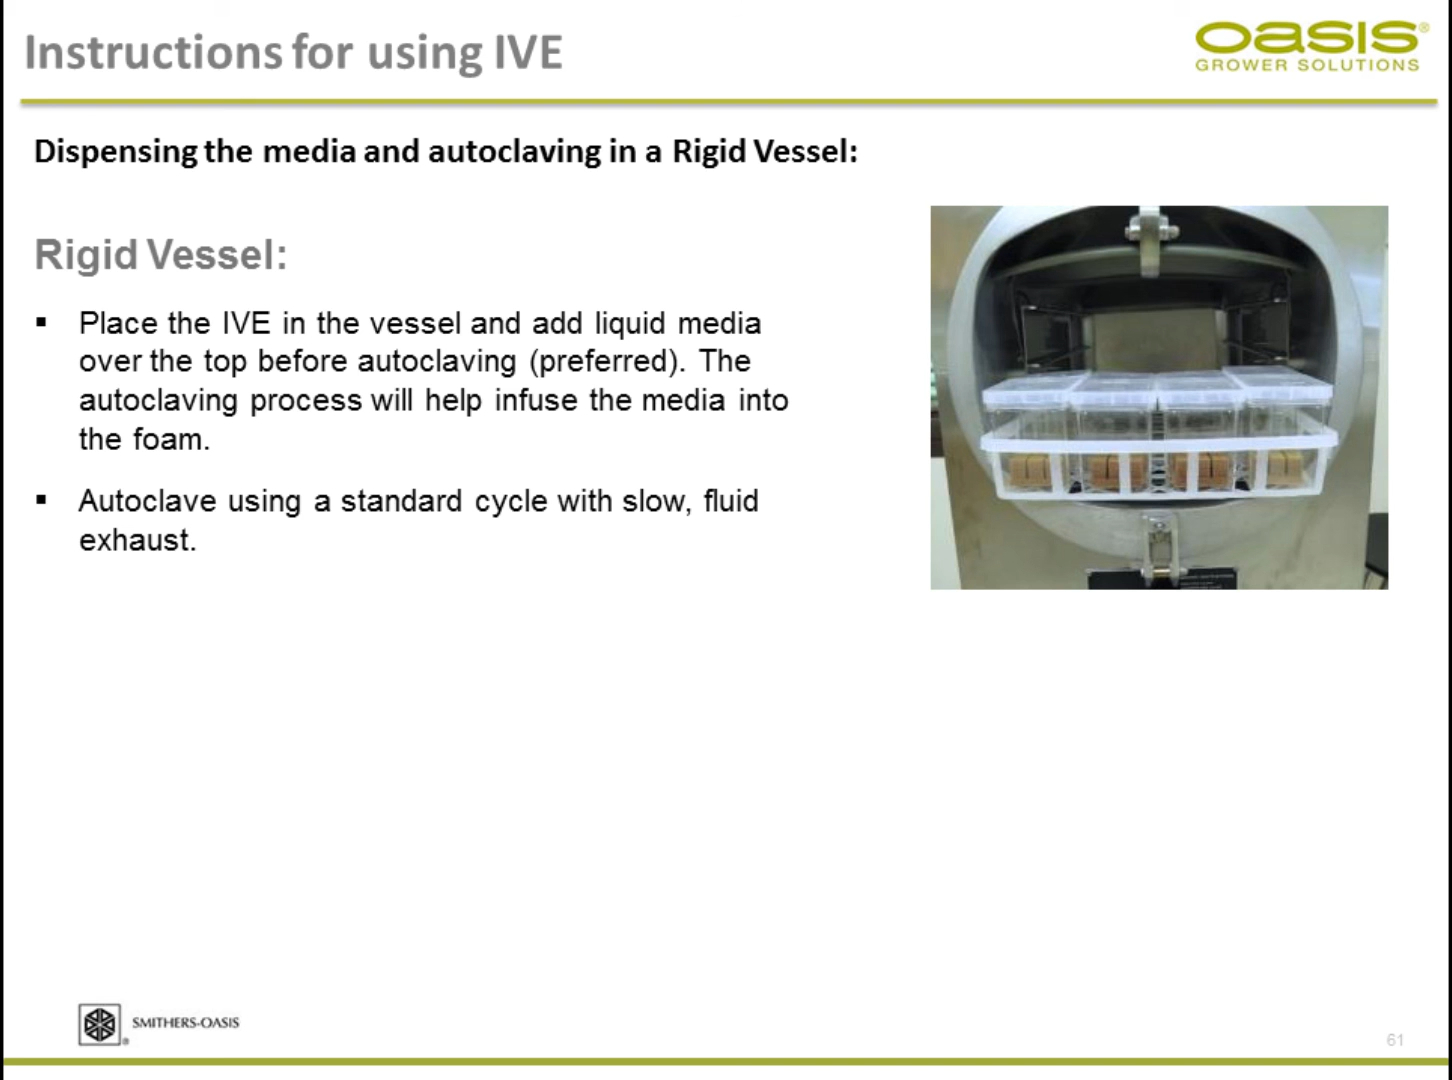 Instructions for using IVE
oasis®
GROWER SOLUTIONS
Dispensing the media and autoclaving in a Rigid Vessel:
Rigid Vessel:
▪ Place the IVE in the vessel and add liquid media
over the top before autoclaving (preferred). The
autoclaving process will help infuse the media into
the foam.
▪ Autoclave using a standard cycle with slow, fluid
exhaust.
SMITHERS-OASIS
®
61